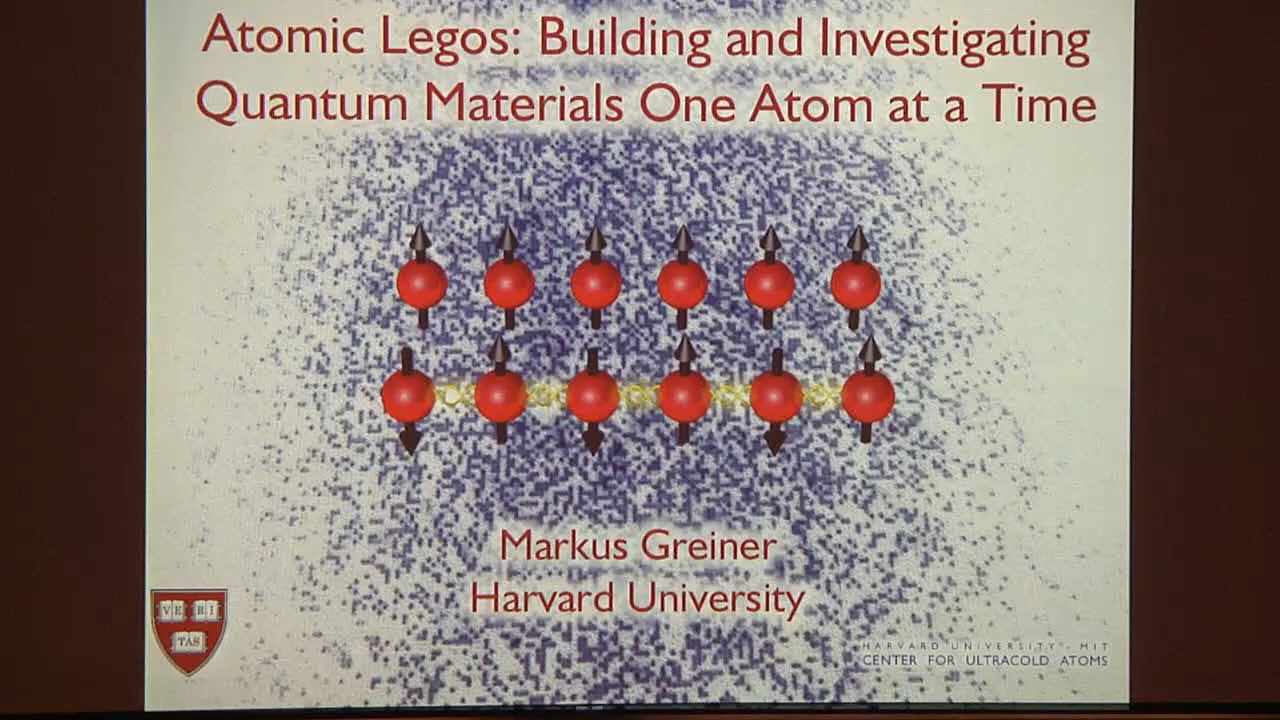 Atomic Legos: Building and Investigating
Quantum Materials One Atom at a Time
Markus Greiner
Harvard University
VE RI
TAS
HARVARD UNIVERSITY · MIT
CENTER FOR ULTRACOLD ATOMS